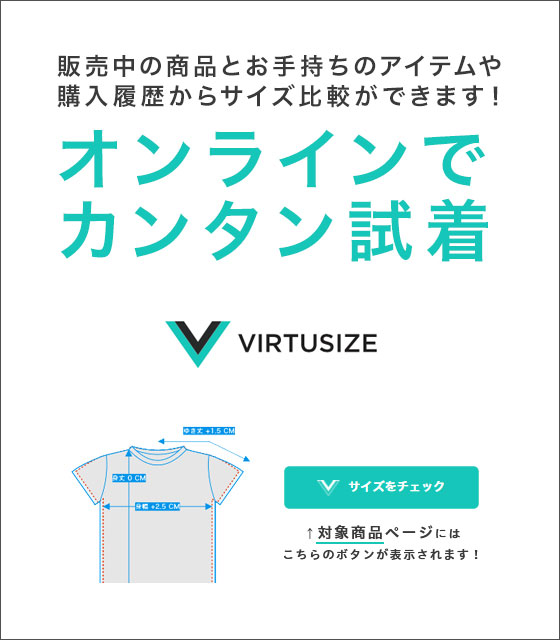 販売中の商品とお手持ちのアイテムや
購入履歴からサイズ比較ができます！
オンラインで
カンタン試着
VIRTUSIZE
ゆき丈 +1.5 CM
身丈 0 CM
身幅 +2.5 CM
サイズをチェック
↑対象商品ページには
こちらのボタンが表示されます！